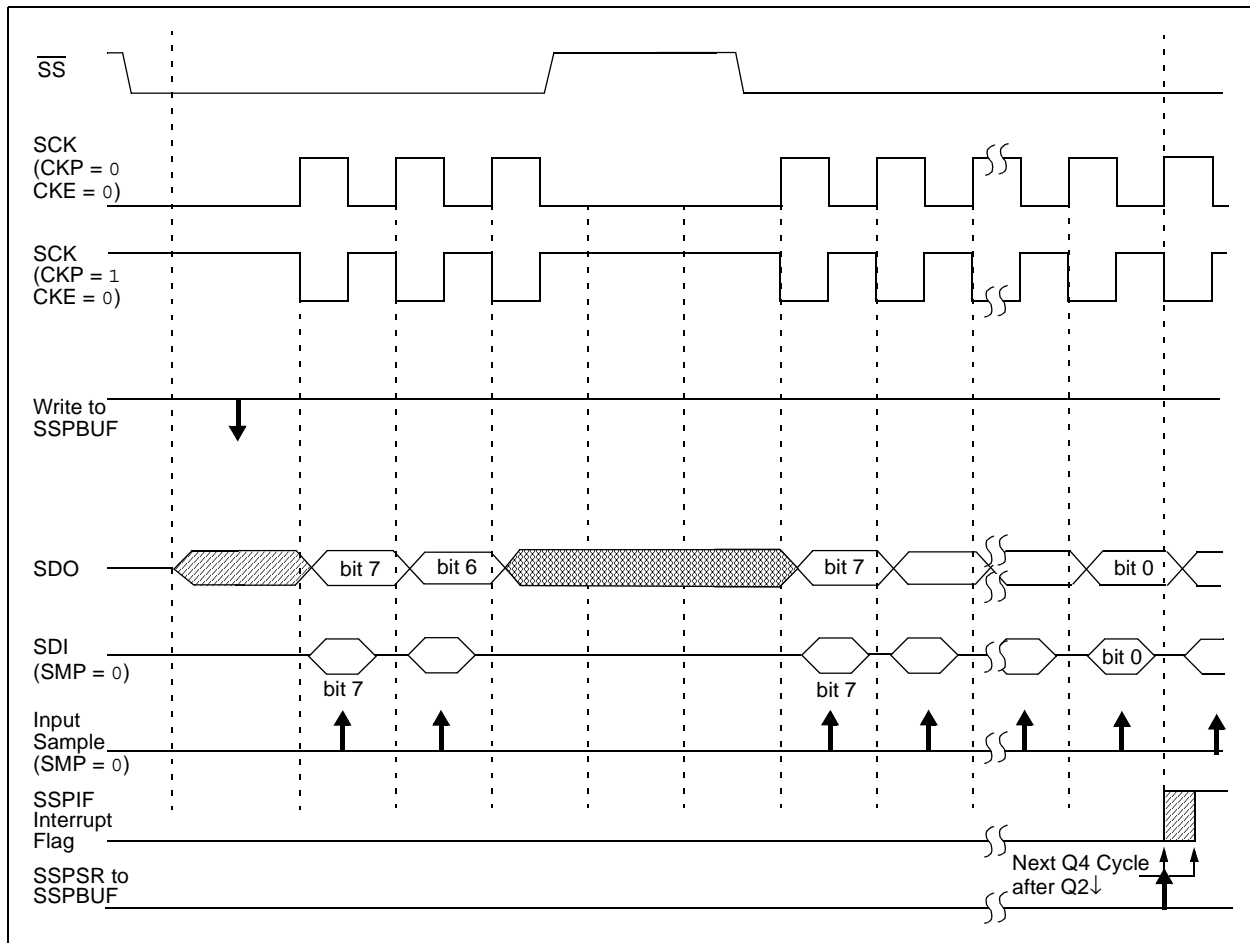 SS
SCK
(CKP = 0
CKE = 0)
SCK
(CKP = 1
CKE = 0)
Write to
SSPBUF
SDO
bit 7
bit 6
bit 7
bit 0
SDI
(SMP = 0)
bit 7
bit 7
bit 0
Input
Sample
(SMP = 0)
SSPIF
Interrupt
Flag
SSPSR to
SSPBUF
Next Q4 Cycle
after Q2↓